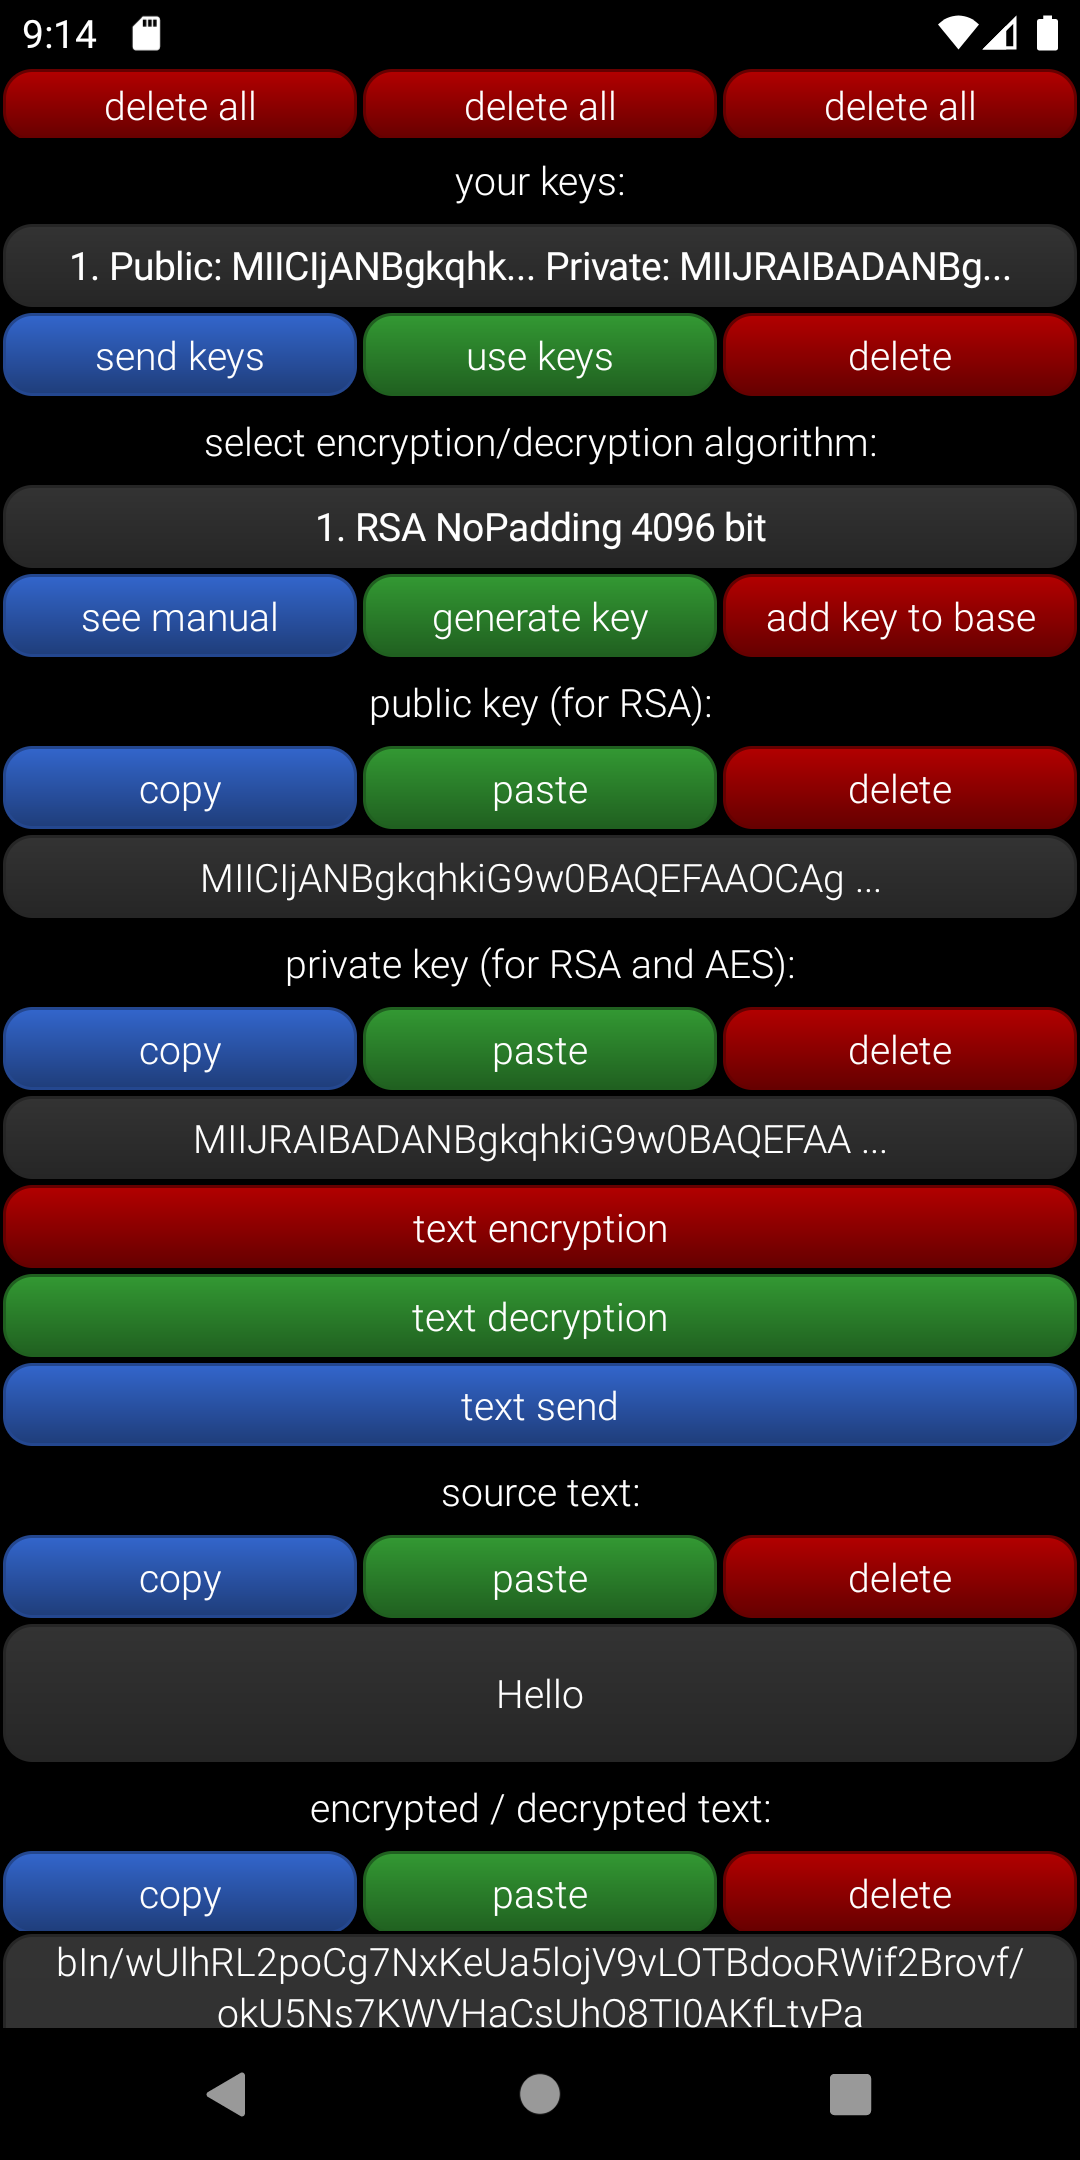 9:14
delete all delete all delete all
your keys:
1. Public: MIICIjANBgkqhk... Private: MIIJRAIBADANBg...
send keys use keys delete
select encryption/decryption algorithm:
1. RSA NoPadding 4096 bit
see manual generate key add key to base
public key (for RSA):
copy paste delete
MIICIjANBgkqhkiG9w0BAQEFAAOCAg ...
private key (for RSA and AES):
copy paste delete
MIIJRAIBADANBgkqhkiG9w0BAQEFAA ...
text encryption
text decryption
text send
source text:
copy paste delete
Hello
encrypted / decrypted text:
copy paste delete
bIn/wUlhRL2poCg7NxKeUa5lojV9vLOTBdooRWif2Brovf/
okU5Ns7KWVHaCsUhO8TI0AKfLtyPa